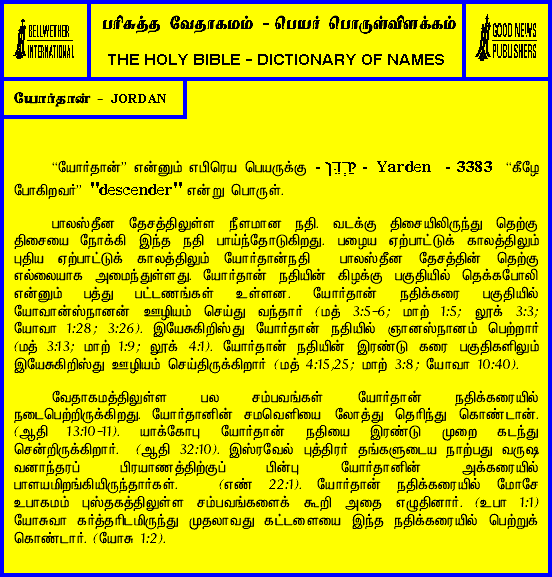 BELLWETHER
INTERNATIONAL
பரிசுத்த வேதாகமம் - பெயர் பொருள்விளக்கம்
THE HOLY BIBLE - DICTIONARY OF NAMES
GOOD NEWS
PUBLISHERS
யோர்தான் - JORDAN
“யோர்தான்” என்னும் எபிரெய பெயருக்கு - ירדן - Yarden - 3383 “கீழே
போகிறவர்” "descender" என்று பொருள்.
பாலஸ்தீன தேசத்திலுள்ள நீளமான நதி. வடக்கு திசையிலிருந்து தெற்கு
திசையை நோக்கி இந்த நதி பாய்ந்தோடுகிறது. பழைய ஏற்பாட்டுக் காலத்திலும்
புதிய ஏற்பாட்டுக் காலத்திலும் யோர்தான்நதி பாலஸ்தீன தேசத்தின் தெற்கு
எல்லையாக அமைந்துள்ளது. யோர்தான் நதியின் கிழக்கு பகுதியில் தெக்கபோலி
என்னும் பத்து பட்டணங்கள் உள்ளன. யோர்தான் நதிக்கரை பகுதியில்
யோவான்ஸ்நானன் ஊழியம் செய்து வந்தார் (மத் 3:5-6; மாற் 1:5; லூக் 3:3;
யோவா 1:28; 3:26). இயேசுகிறிஸ்து யோர்தான் நதியில் ஞானஸ்நானம் பெற்றார்
(மத் 3:13; மாற் 1:9; லூக் 4:1). யோர்தான் நதியின் இரண்டு கரை பகுதிகளிலும்
இயேசுகிறிஸ்து ஊழியம் செய்திருக்கிறார் (மத் 4:15,25; மாற் 3:8; யோவா 10:40).
வேதாகமத்திலுள்ள பல சம்பவங்கள் யோர்தான் நதிக்கரையில்
நடைபெற்றிருக்கிறது. யோர்தானின் சமவெளியை லோத்து தெரிந்து கொண்டான்.
(ஆதி 13:10-11). யாக்கோபு யோர்தான் நதியை இரண்டு முறை கடந்து
சென்றிருக்கிறார். (ஆதி 32:10). இஸ்ரவேல் புத்திரர் தங்களுடைய நாற்பது வருஷ
வனாந்தரப் பிரயாணத்திற்குப் பின்பு யோர்தானின் அக்கரையில்
பாளயமிறங்கியிருந்தார்கள். (எண் 22:1). யோர்தான் நதிக்கரையில் மோசே
உபாகமம் புஸ்தகத்திலுள்ள சம்பவங்களைக் கூறி அதை எழுதினார். (உபா 1:1)
யோசுவா கர்த்தரிடமிருந்து முதலாவது கட்டளையை இந்த நதிக்கரையில் பெற்றுக்
கொண்டார். (யோசு 1:2).